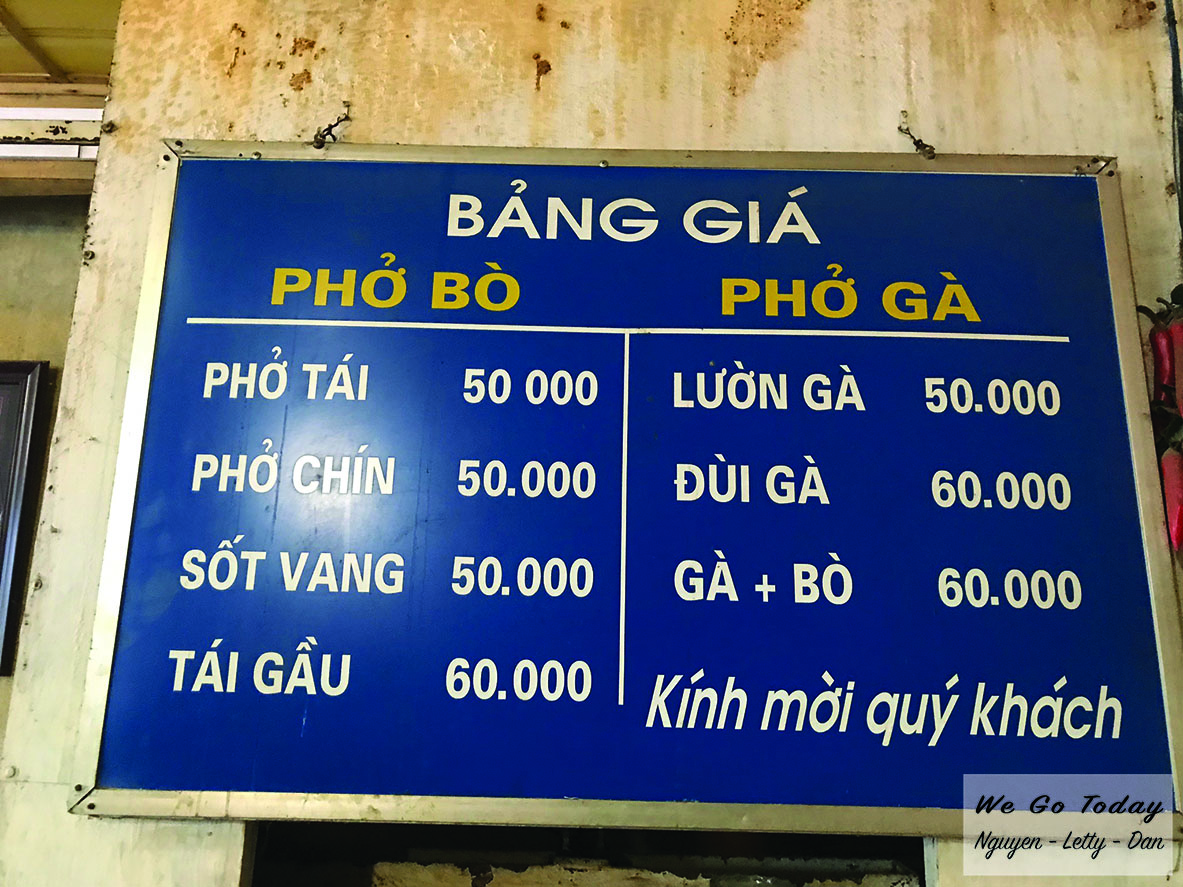 BẢNG GIÁ
PHỞ BÒ PHỞ GÀ
PHỞ TÁI 50 000 LƯỜN GÀ 50.000
PHỞ CHÍN 50.000 ĐÙI GÀ 60.000
SỐT VANG 50.000 GÀ + BÒ 60.000
TÁI GẦU 60.000 Kính mời quý khách
We Go Today
Nguyen - Letty - Dan